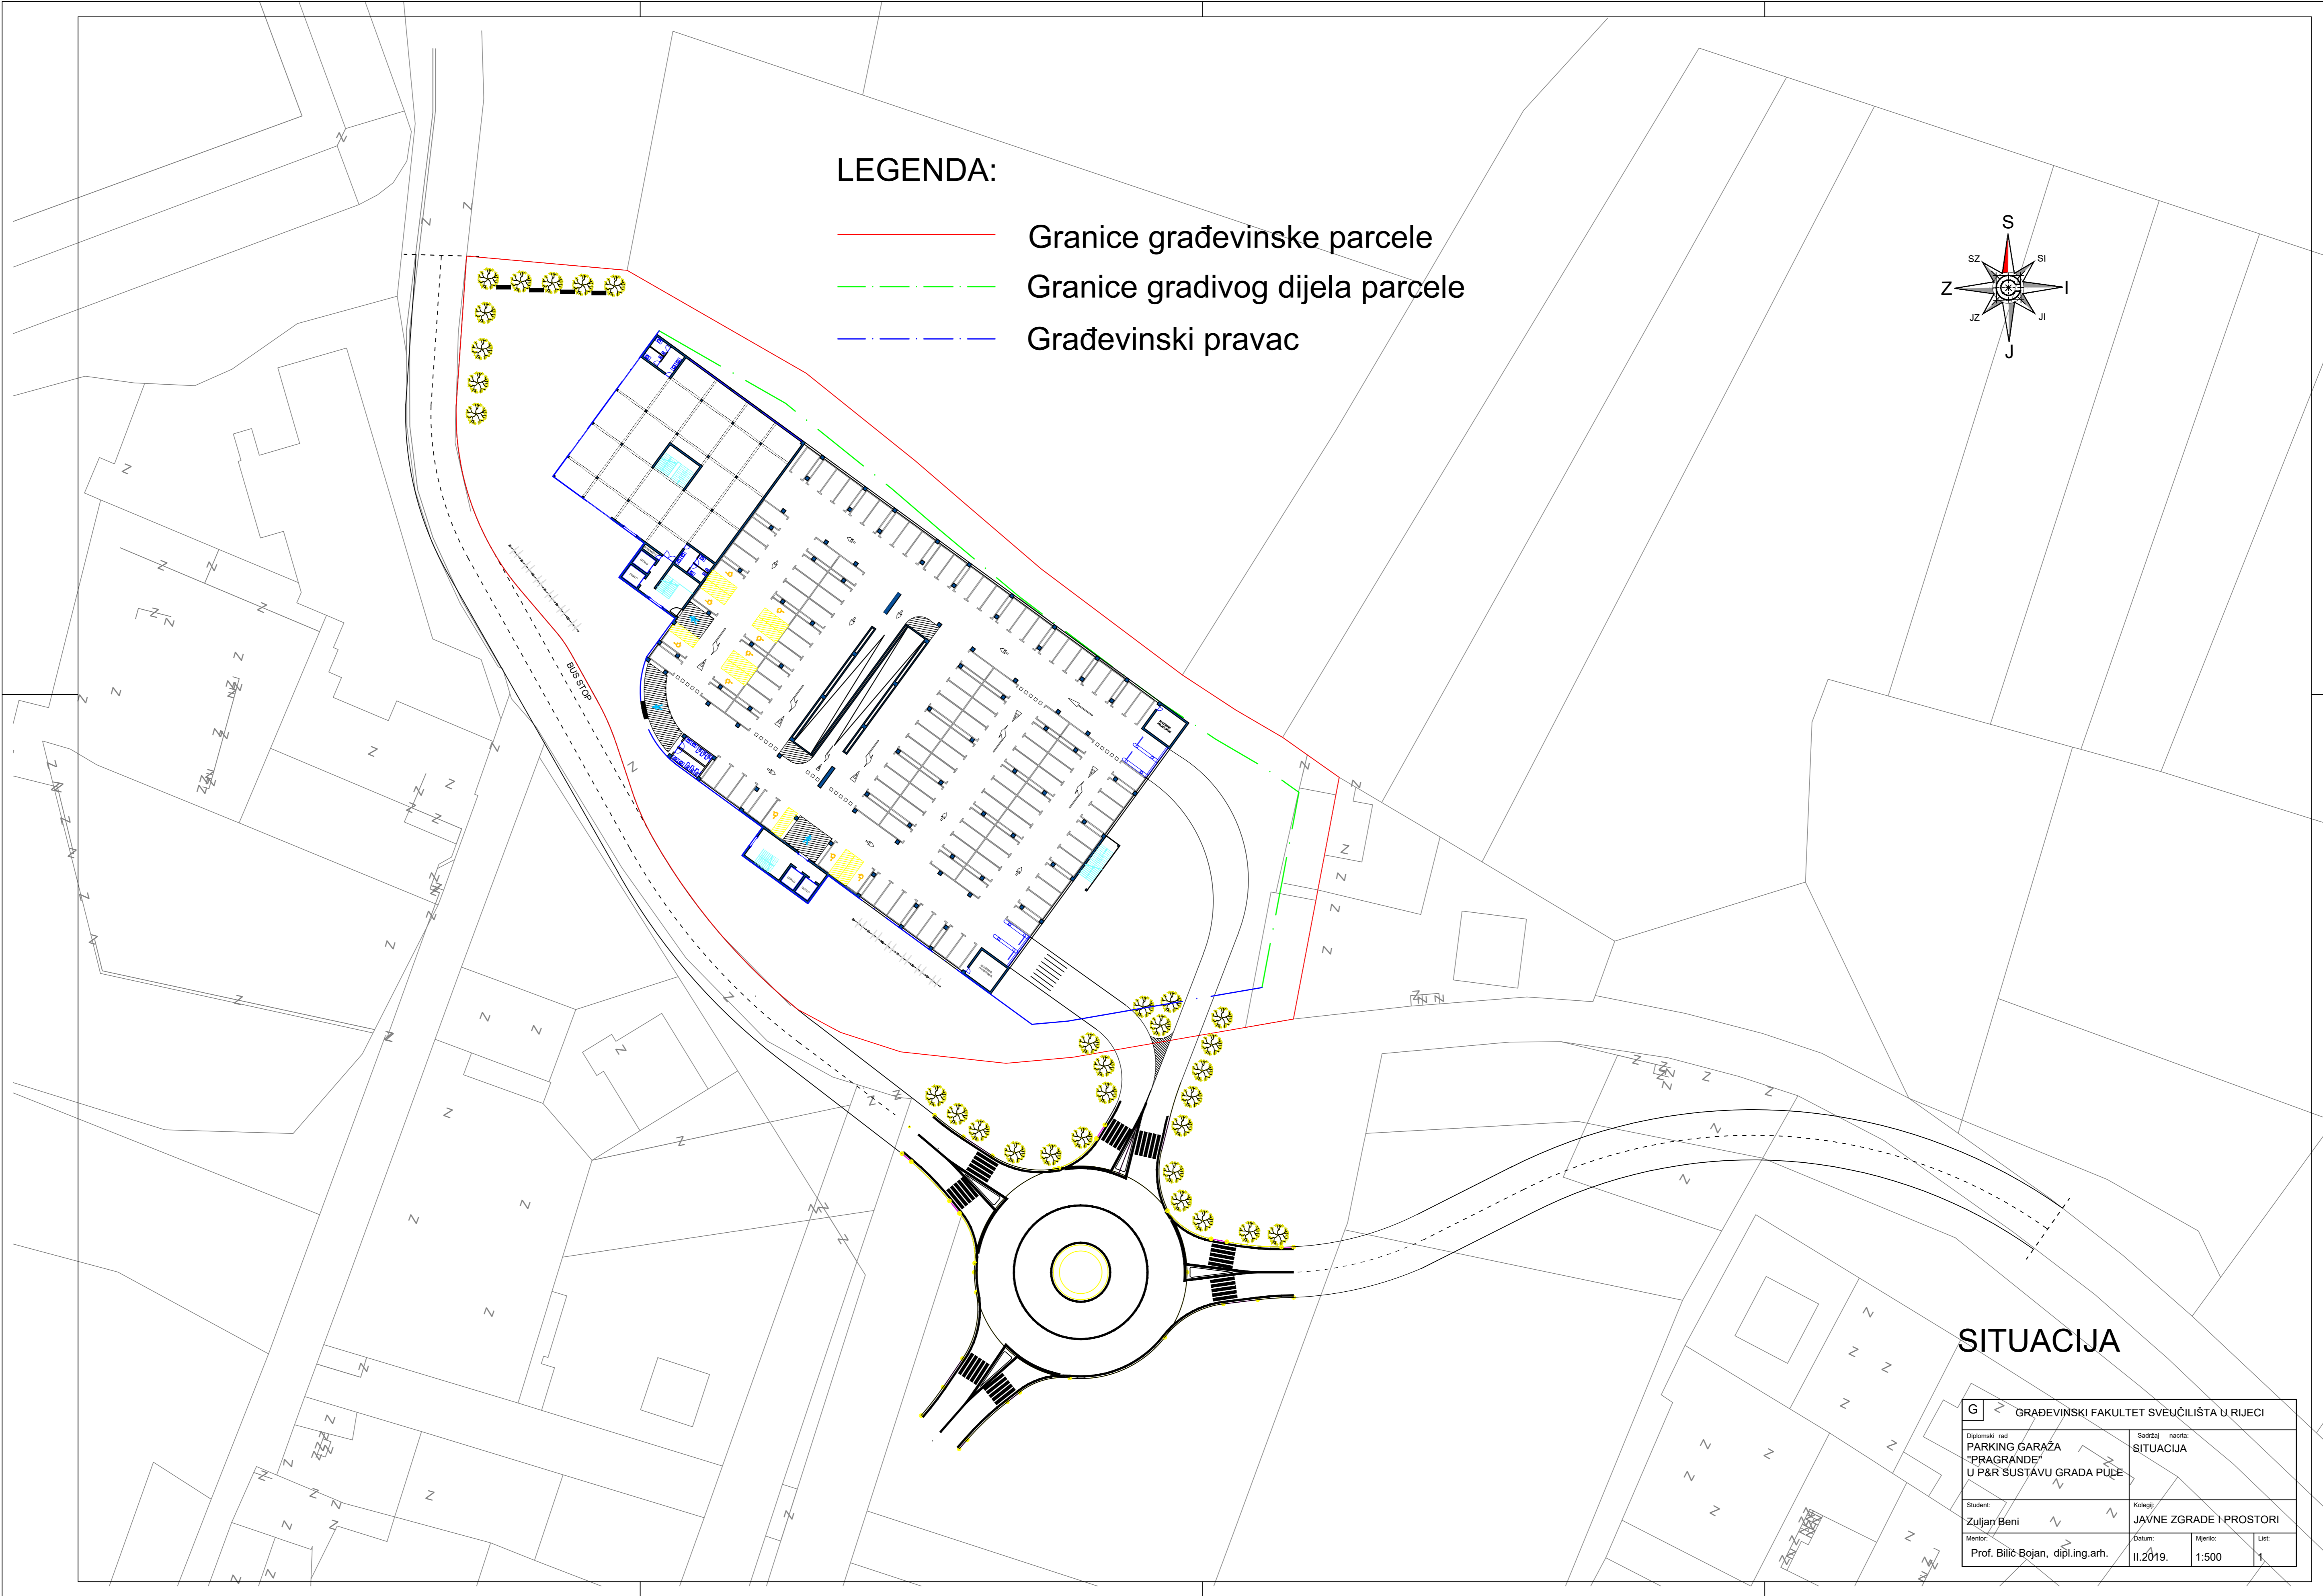 LEGENDA:
Granice građevinske parcele
Granice gradivog dijela parcele
Građevinski pravac
S
SZ
SI
Z
I
JZ
JI
J
BUS STOP
SITUACIJA
G
GRAĐEVINSKI FAKULTET SVEUČILIŠTA U RIJECI
Diplomski rad
PARKING GARAŽA
"PRAGRANDE"
U P&R SUSTAVU GRADA PULE
Sadržaj nacrta:
SITUACIJA
Student:
Zuljan Beni
Kolegij:
JAVNE ZGRADE I PROSTORI
Mentor:
Prof. Bilić Bojan, dipl.ing.arh.
Datum:
II.2019.
Mjerilo:
1:500
List:
1